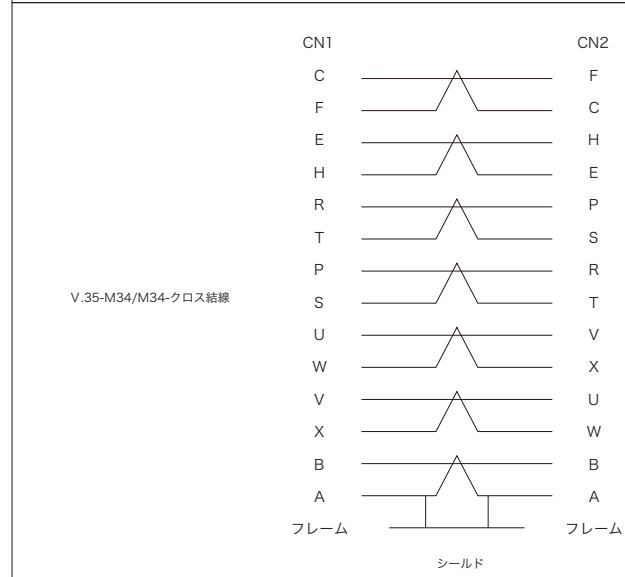 CN1 CN2
C F
F C
E H
H E
R P
T S
P R
V.35-M34/M34-クロス結線
S T
U V
W X
V U
X W
B B
A A
フレーム フレーム
シールド